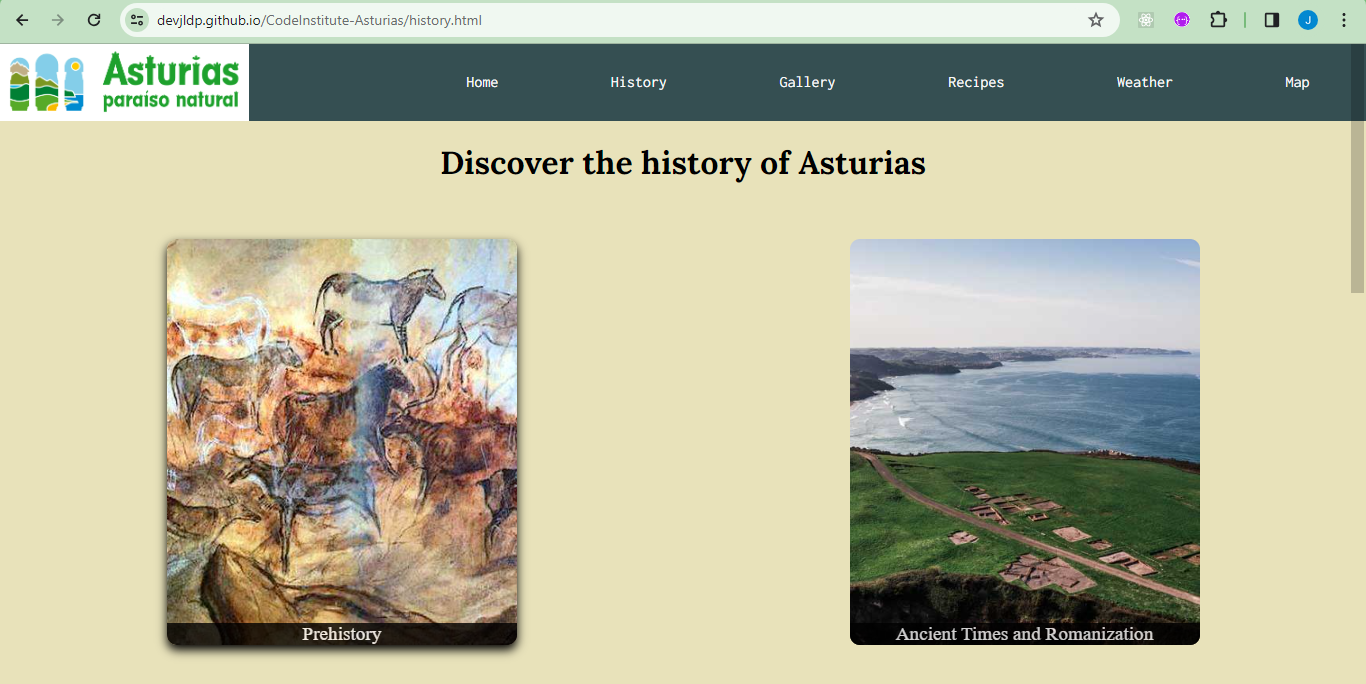 devjldp.github.io/CodeInstitute-Asturias/history.html
J
Asturias
paraíso natural
Home History Gallery Recipes Weather Map
Discover the history of Asturias
Prehistory
Ancient Times and Romanization